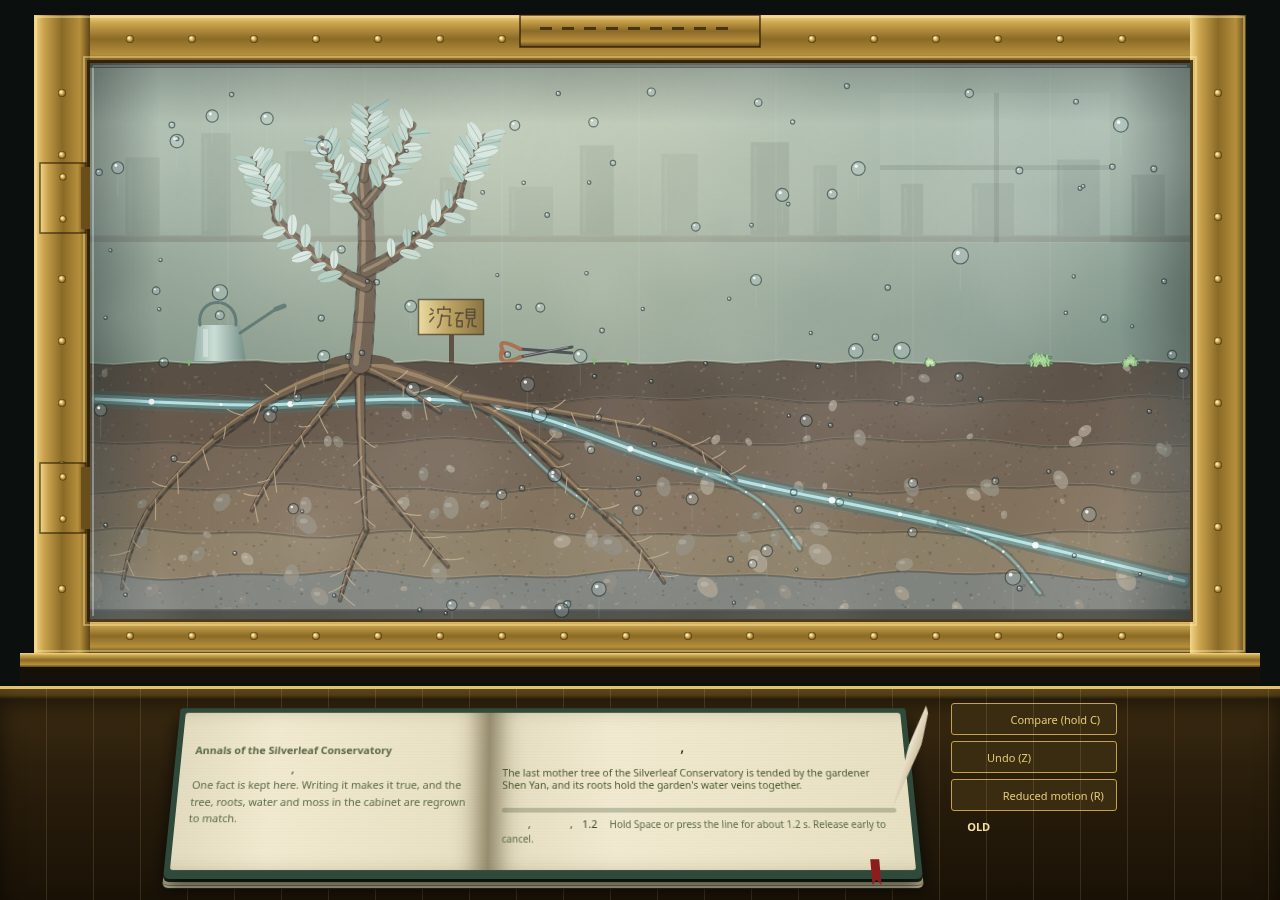 沉硯
Annals of the Silverleaf Conservatory
,
One fact is kept here. Writing it makes it true, and the
tree, roots, water and moss in the cabinet are regrown
to match.
,
The last mother tree of the Silverleaf Conservatory is tended by the gardener
Shen Yan, and its roots hold the garden's water veins together.
, , 1.2 Hold Space or press the line for about 1.2 s. Release early to
cancel.
Compare (hold C)
Undo (Z)
Reduced motion (R)
OLD